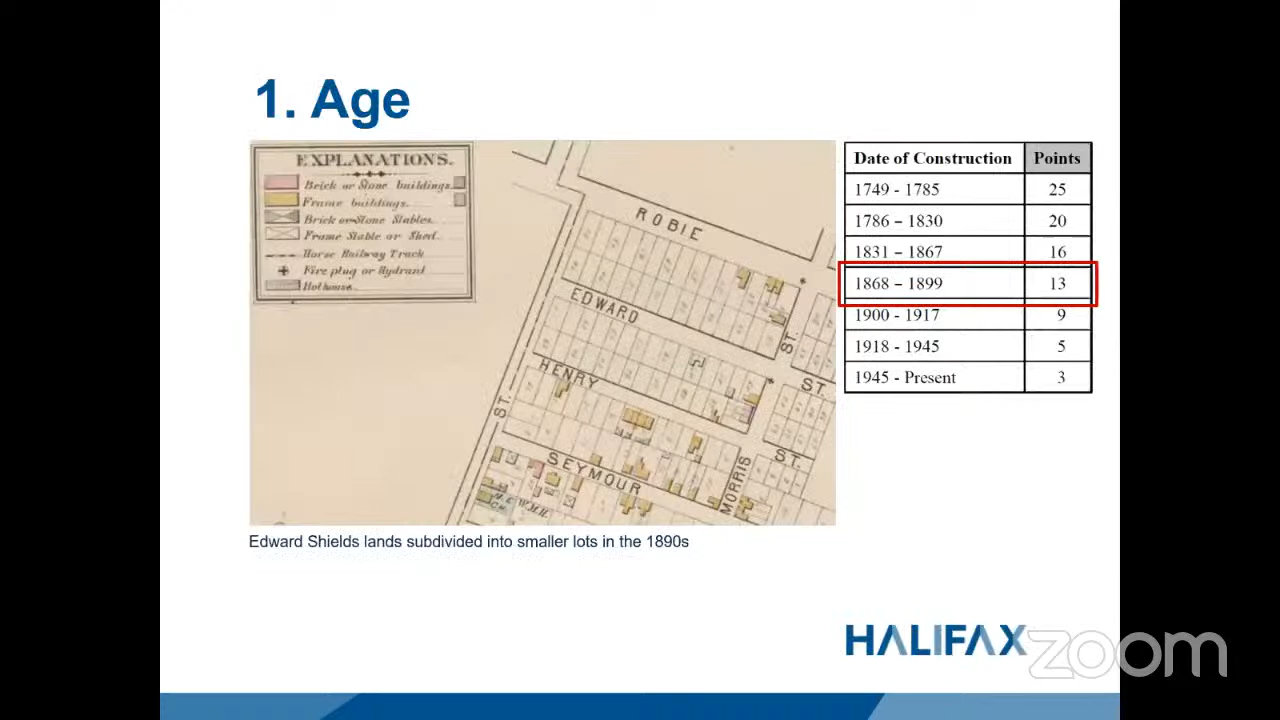 1. Age
EXPLANATIONS.
Brick or Stone buildings.
Frame buildings.
Brick or Stone Stables.
Frame Stable or Shed.
Horse Railway Track
Fire plug or Hydrant
Hothouse.
ROBIE
EDWARD
HENRY
SEYMOUR
MORRIS
ST.
ST.
ST.
ST.
Date of Construction Points
1749 - 1785 25
1786 – 1830 20
1831 – 1867 16
1868 – 1899 13
1900 - 1917 9
1918 - 1945 5
1945 - Present 3
Edward Shields lands subdivided into smaller lots in the 1890s
HALIFAX
zoom